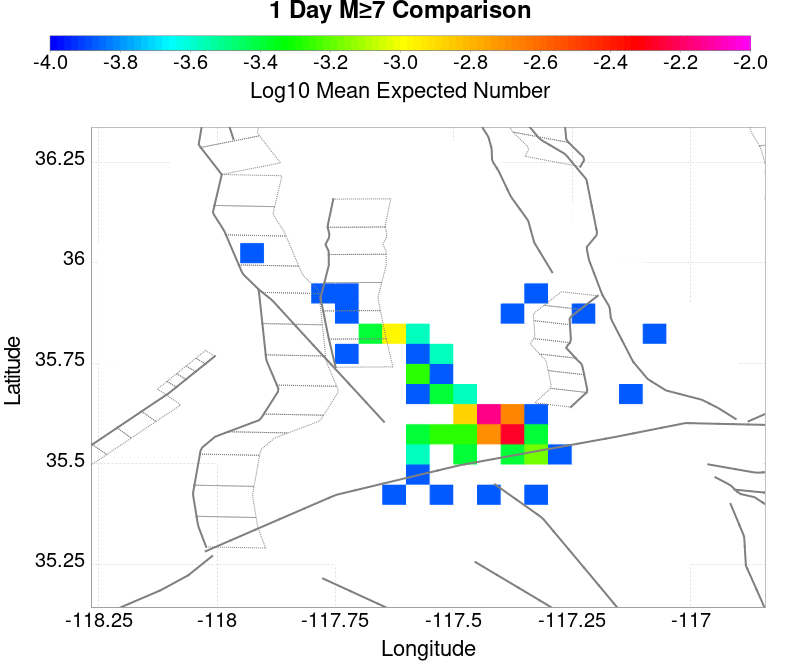 1 Day M≥7 Comparison
-4.0 -3.8 -3.6 -3.4 -3.2 -3.0 -2.8 -2.6 -2.4 -2.2 -2.0
Log10 Mean Expected Number
36.25
36
35.75
35.5
35.25
Latitude
-118.25 -118 -117.75 -117.5 -117.25 -117
Longitude